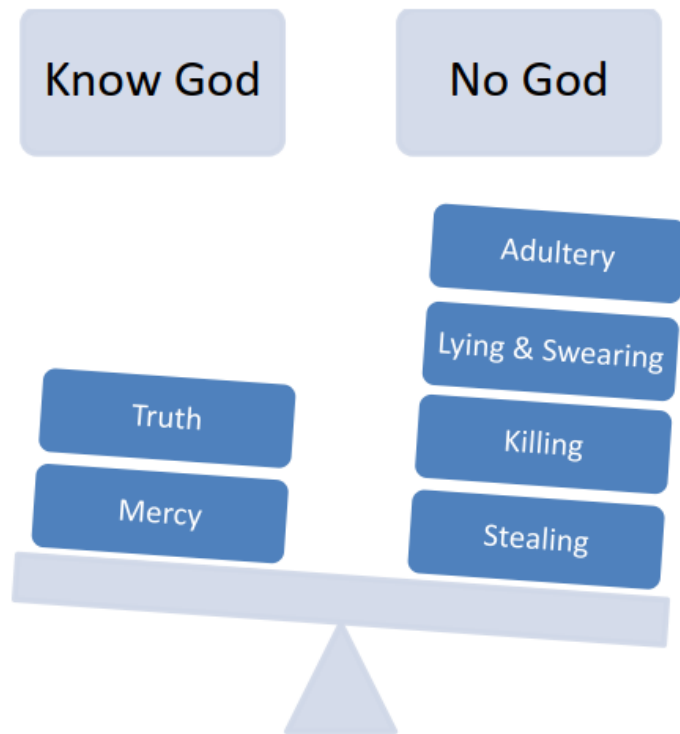 Know God
No God
Adultery
Lying & Swearing
Truth
Killing
Mercy
Stealing